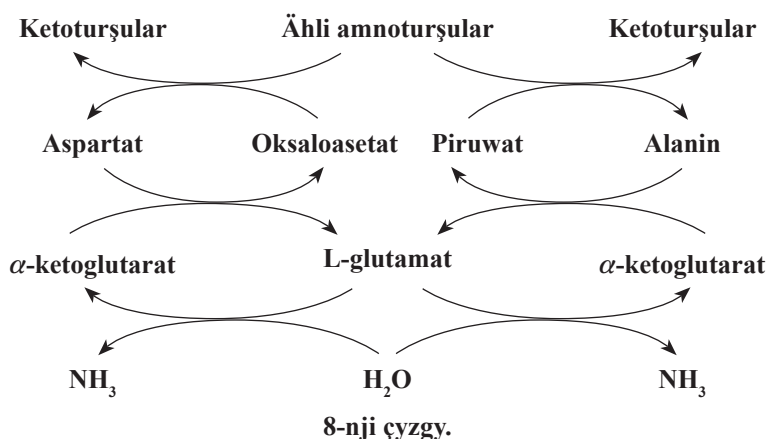 Ketoturşular Ähli amnoturşular Ketoturşular
Aspartat Oksaloasetat Piruwat Alanin
α-ketoglutarat L-glutamat α-ketoglutarat
NH₃ H₂O NH₃
8-nji çyzgy.